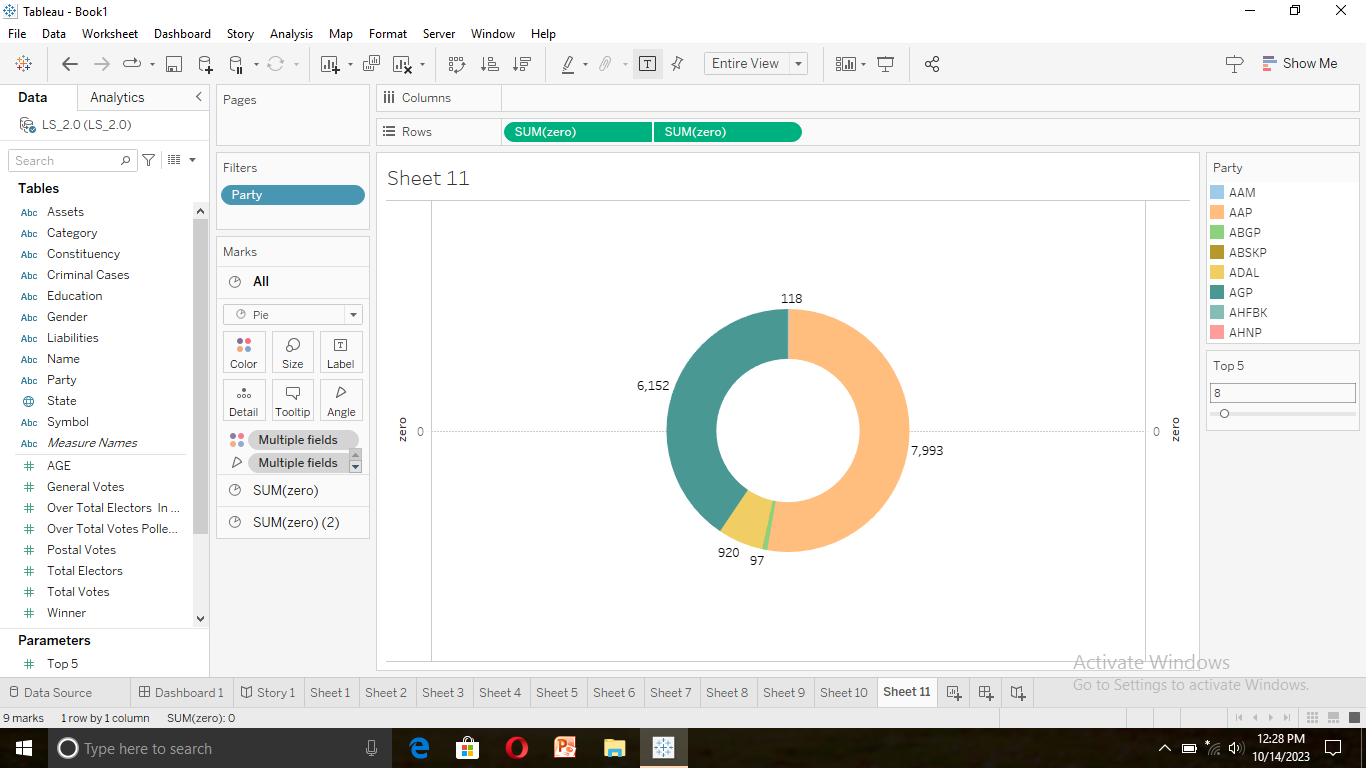 Tableau - Book1
File Data Worksheet Dashboard Story Analysis Map Format Server Window Help
Entire View
Show Me
Data Analytics
LS_2.0 (LS_2.0)
Search
Tables
Abc Assets
Abc Category
Abc Constituency
Abc Criminal Cases
Abc Education
Abc Gender
Abc Liabilities
Abc Name
Abc Party
State
Abc Symbol
Abc Measure Names
# AGE
# General Votes
# Over Total Electors In ...
# Over Total Votes Polle...
# Postal Votes
# Total Electors
# Total Votes
# Winner
Parameters
# Top 5
Pages
Filters
Party
Marks
All
Pie
Color Size Label
Detail Tooltip Angle
Multiple fields
Multiple fields
SUM(zero)
SUM(zero) (2)
Columns
Rows SUM(zero) SUM(zero)
Sheet 11
118
6,152
zero 0
0 zero
7,993
920
97
Party
AAM
AAP
ABGP
ABSKP
ADAL
AGP
AHFBK
AHNP
Top 5
8
Activate Windows
Go to Settings to activate Windows.
Data Source Dashboard 1 Story 1 Sheet 1 Sheet 2 Sheet 3 Sheet 4 Sheet 5 Sheet 6 Sheet 7 Sheet 8 Sheet 9 Sheet 10 Sheet 11
9 marks 1 row by 1 column SUM(zero): 0
Type here to search
12:28 PM
10/14/2023